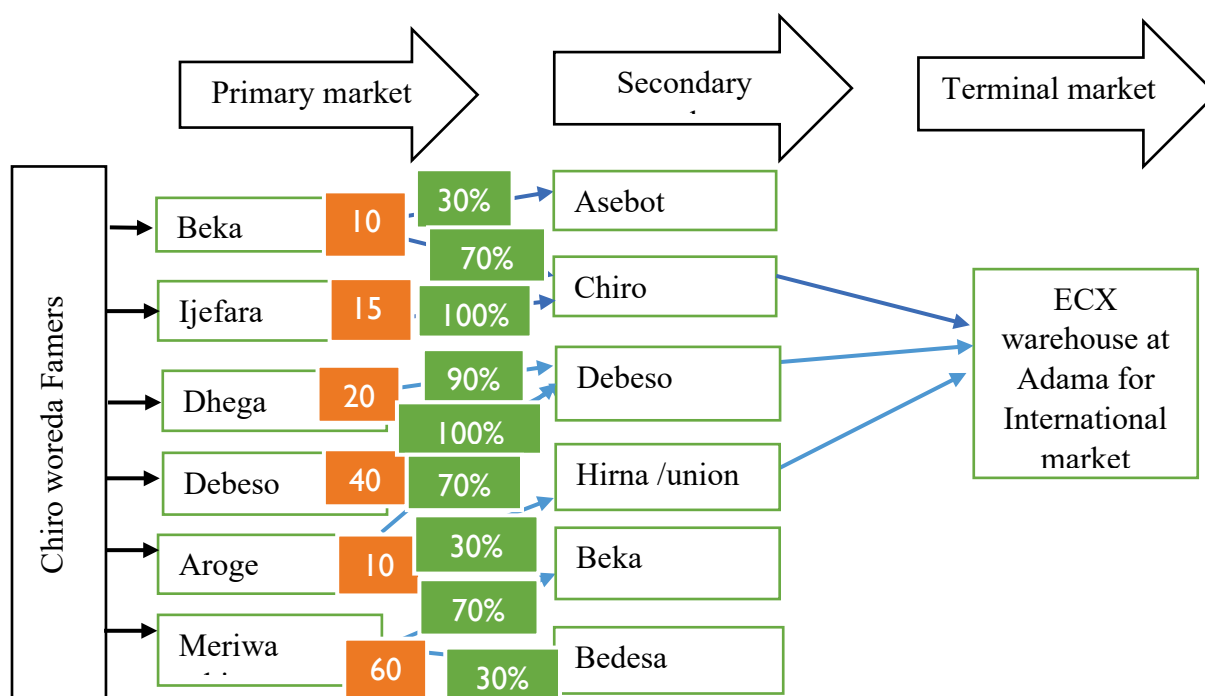 Primary market
Secondary
Terminal market
Chiro woreda Famers
Beka
10
30%
Asebot
70%
Chiro
Ijefara
15
100%
ECX
warehouse at
Adama for
International
market
Dhega
20
90%
Debeso
100%
Debeso
40
70%
Hirna /union
Aroge
10
30%
Beka
70%
Meriwa
60
30%
Bedesa